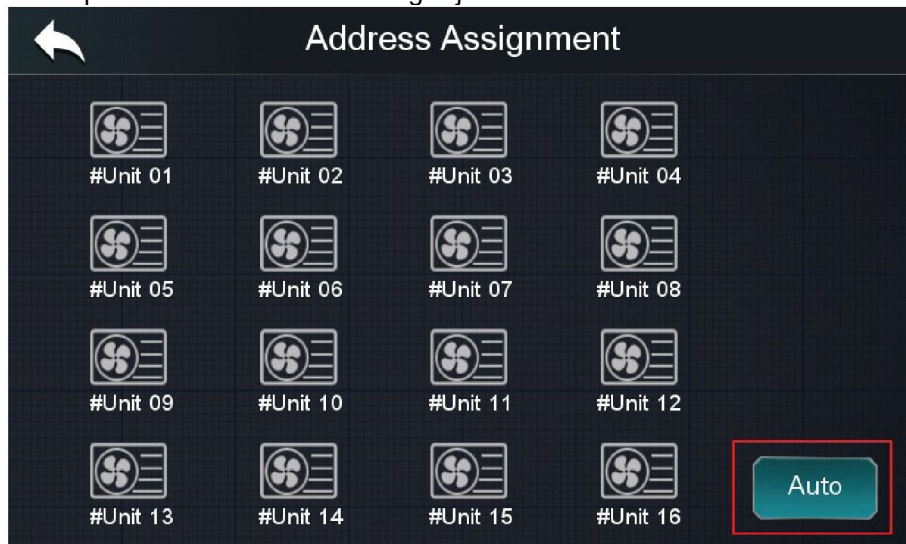 Address Assignment
#Unit 01 #Unit 02 #Unit 03 #Unit 04
#Unit 05 #Unit 06 #Unit 07 #Unit 08
#Unit 09 #Unit 10 #Unit 11 #Unit 12
Auto
#Unit 13 #Unit 14 #Unit 15 #Unit 16